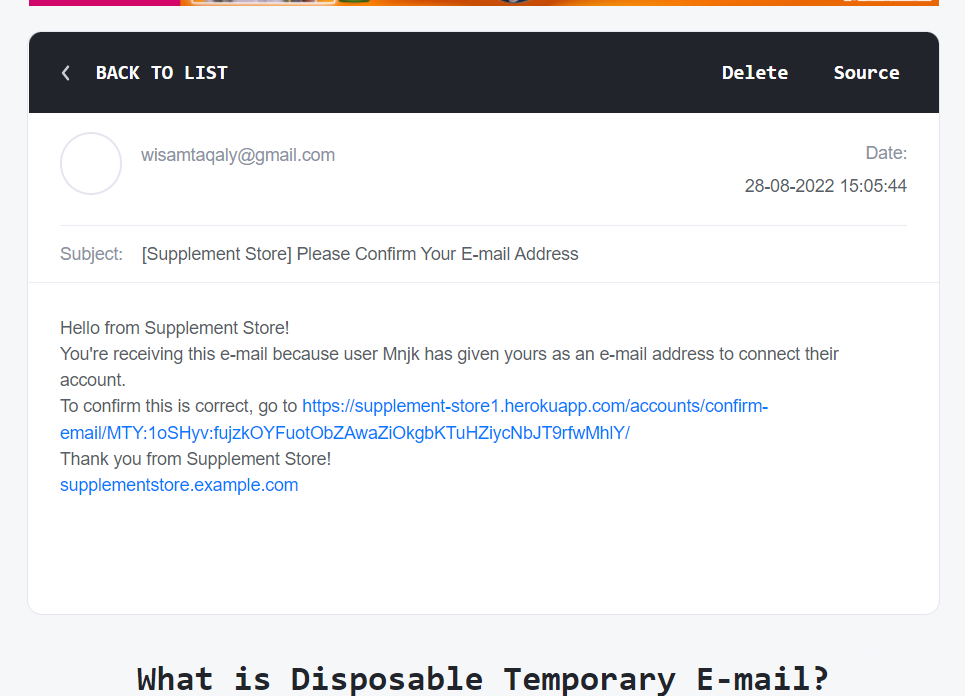 BACK TO LIST Delete Source
wisamtaqaly@gmail.com Date:
28-08-2022 15:05:44
Subject: [Supplement Store] Please Confirm Your E-mail Address
Hello from Supplement Store!
You're receiving this e-mail because user Mnjk has given yours as an e-mail address to connect their
account.
To confirm this is correct, go to https://supplement-store1.herokuapp.com/accounts/confirm-
email/MTY:1oSHyv:fujzkOYFuotObZAwaZiOkgbKTuHZiycNbJT9rfwMhlY/
Thank you from Supplement Store!
supplementstore.example.com
What is Disposable Temporary E-mail?